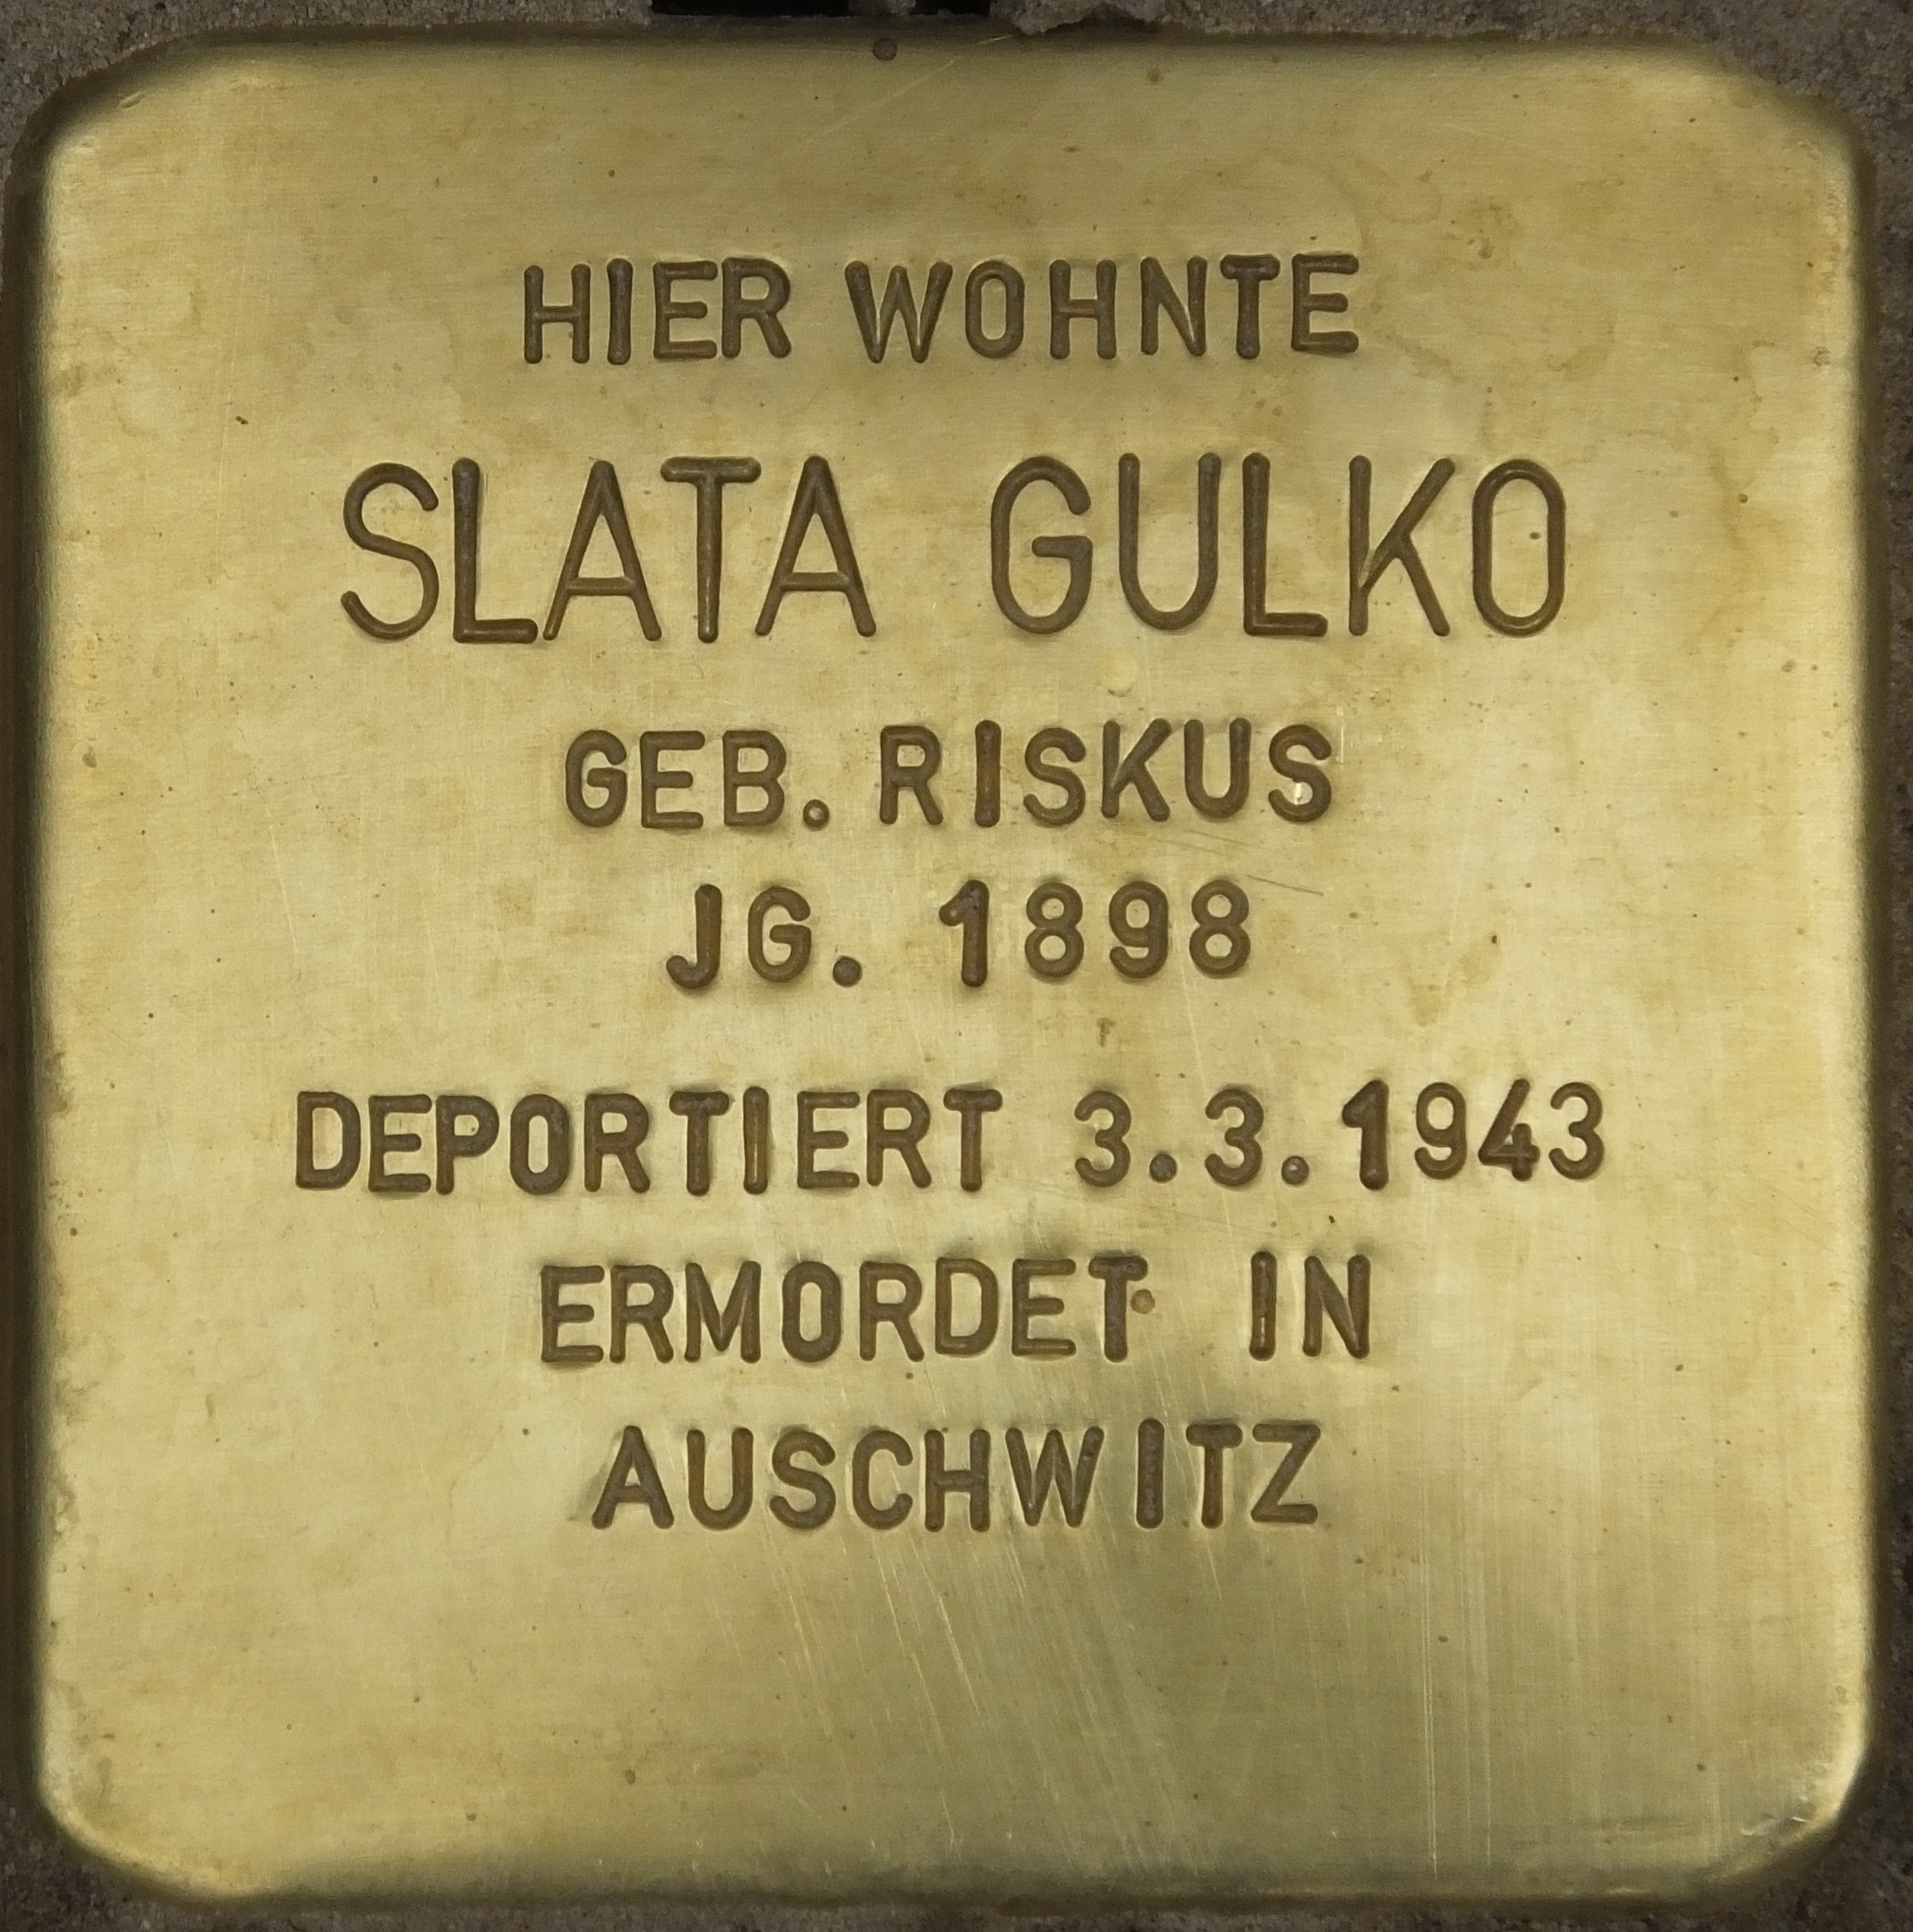 HIER WOHNTE
SLATA GULKO
GEB. RISKUS
JG. 1898
DEPORTIERT 3.3.1943
ERMORDET IN
AUSCHWITZ